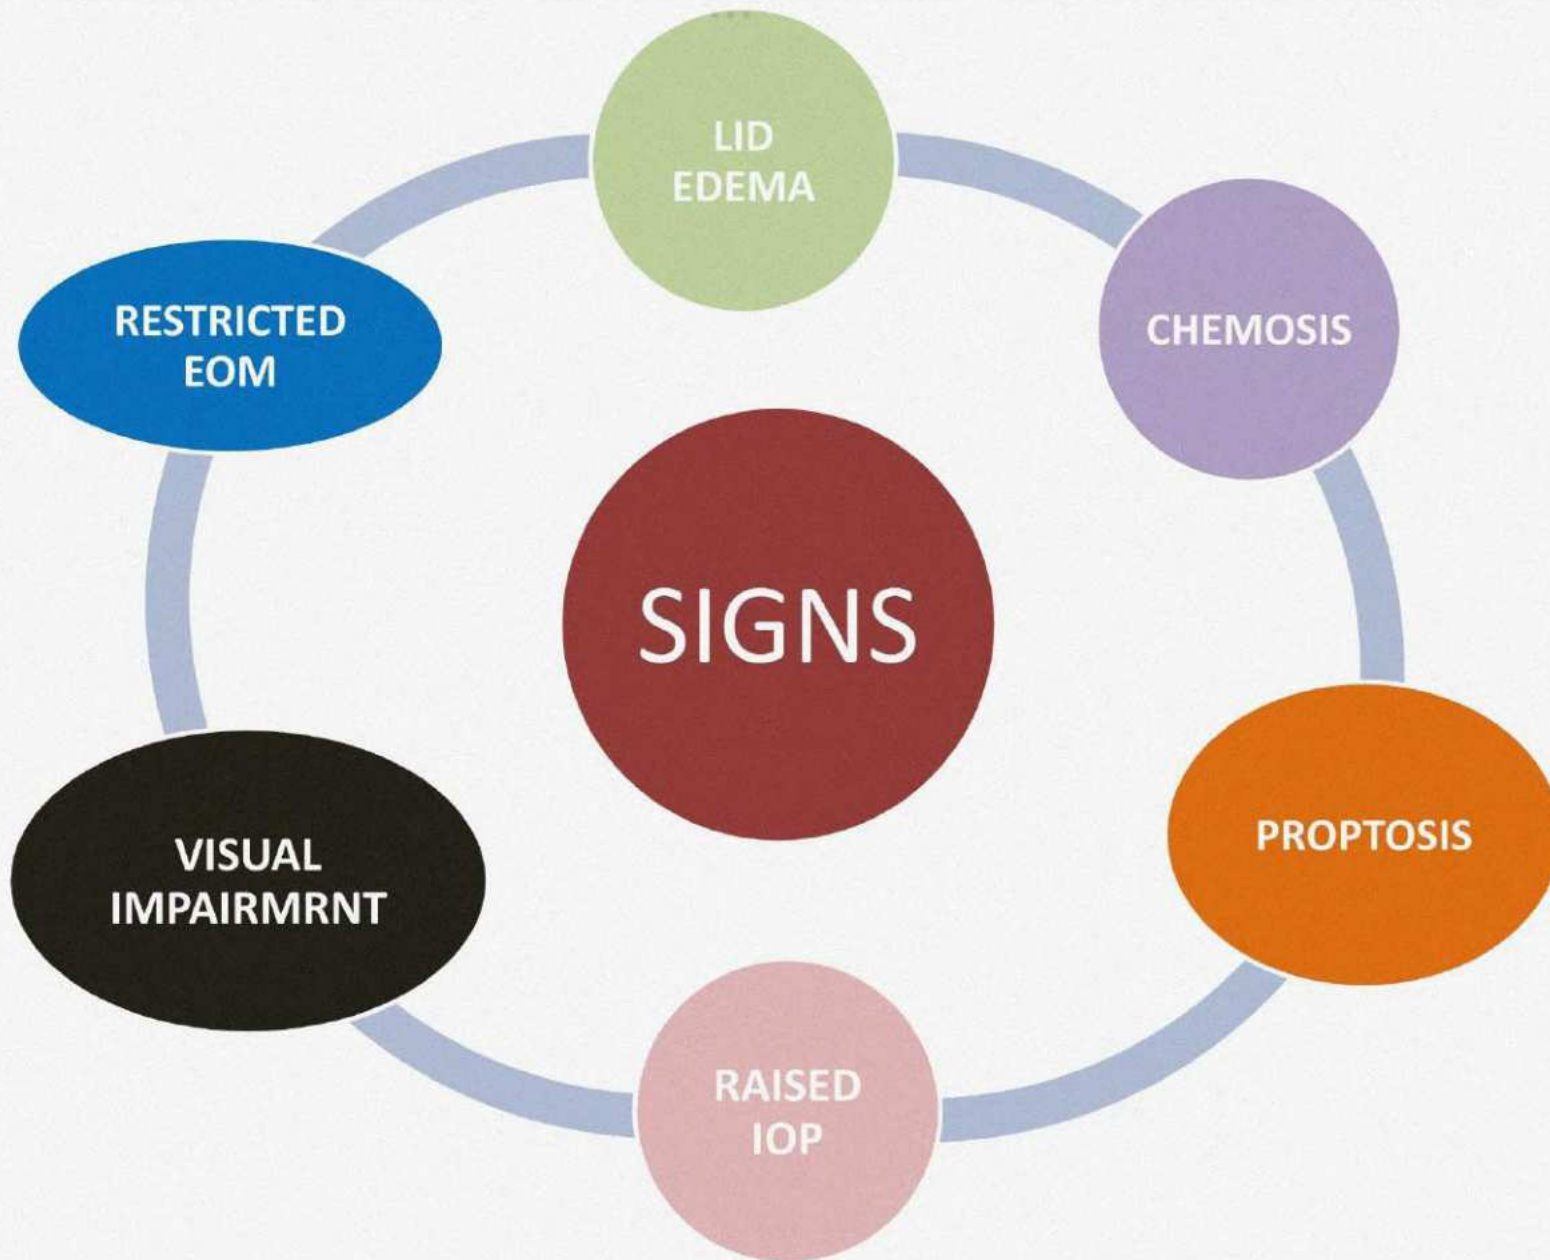 LID
EDEMA
CHEMOSIS
PROPTOSIS
RAISED
IOP
VISUAL
IMPAIRMRNT
RESTRICTED
EOM
SIGNS